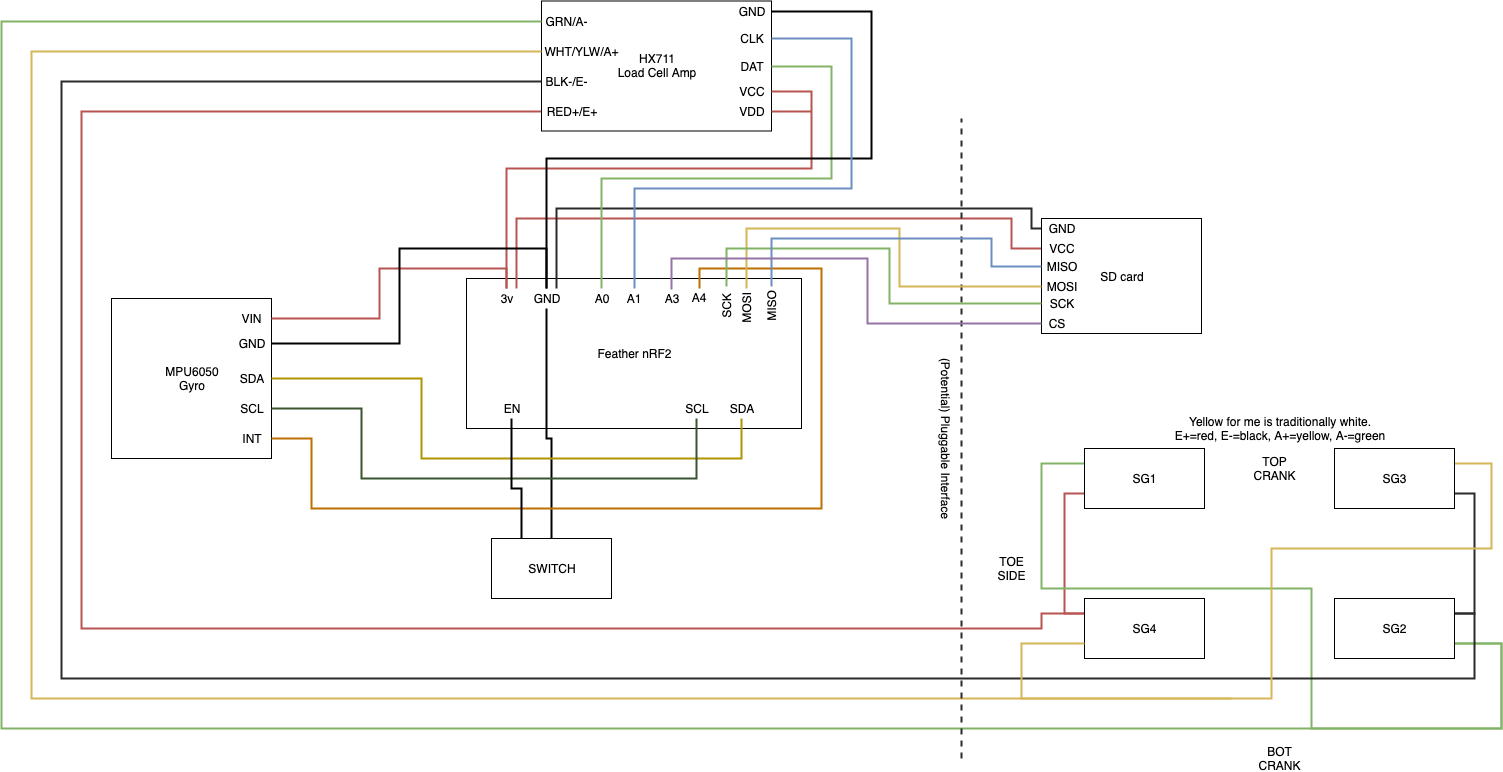 GRN/A-
WHT/YLW/A+
BLK-/E-
RED+/E+
HX711
Load Cell Amp
GND
CLK
DAT
VCC
VDD
GND
VCC
MISO
MOSI
SCK
CS
SD card
3v
GND
A0
A1
A3
A4
SCK
MOSI
MISO
Feather nRF2
EN
SCL
SDA
VIN
GND
SDA
SCL
INT
MPU6050
Gyro
SWITCH
(Potential) Pluggable Interface
Yellow for me is traditionally white.
E+=red, E-=black, A+=yellow, A-=green
SG1
TOP
CRANK
SG3
TOE
SIDE
SG4
SG2
BOT
CRANK